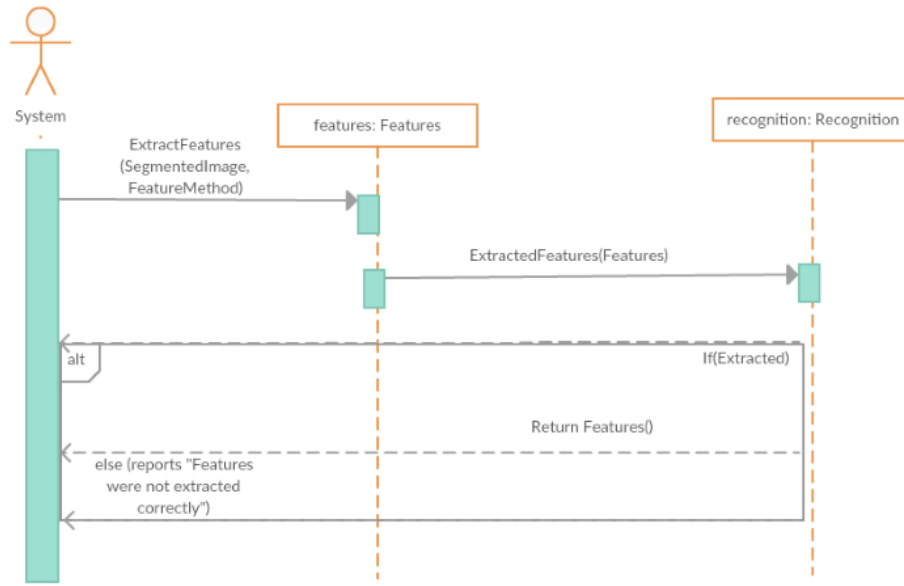 System
features: Features
recognition: Recognition
ExtractFeatures
(SegmentedImage,
FeatureMethod)
ExtractedFeatures(Features)
alt
If(Extracted)
Return Features()
else (reports "Features
were not extracted
correctly")